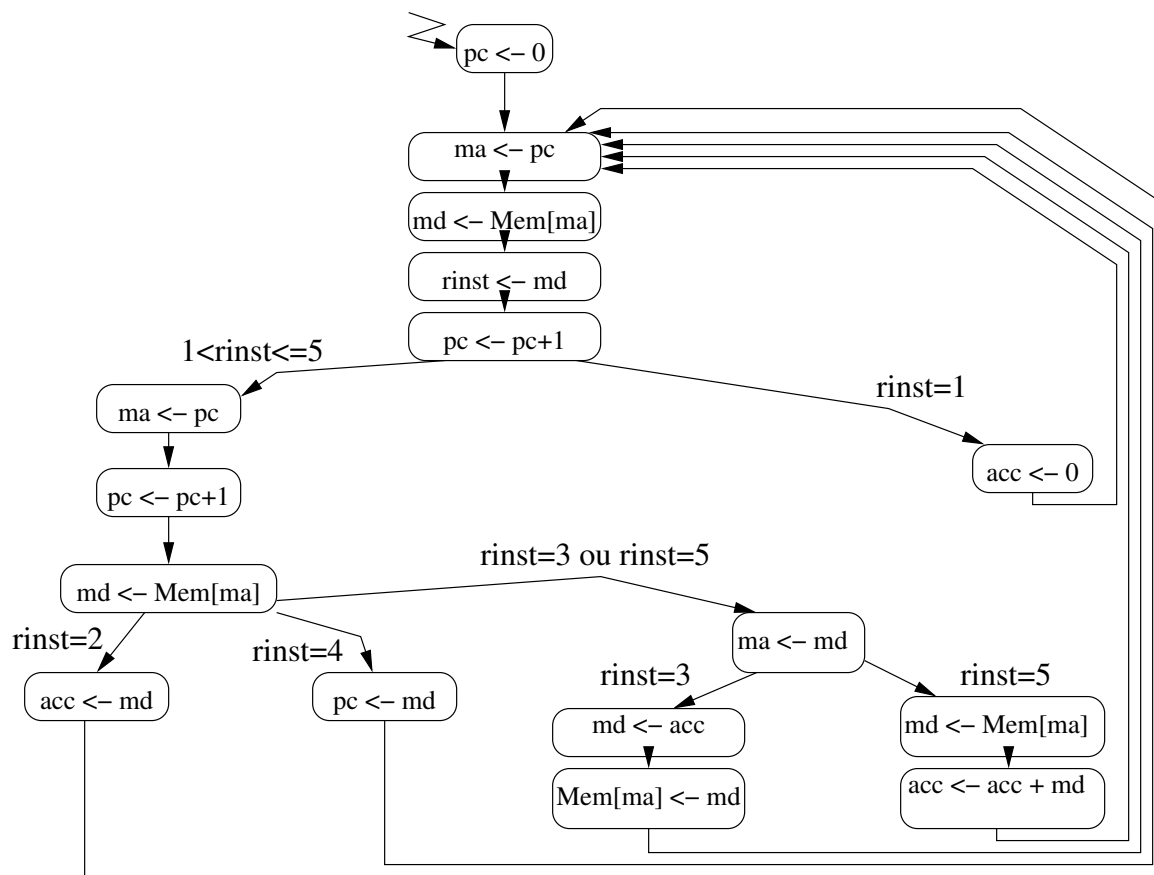 pc <– 0
ma <– pc
md <– Mem[ma]
rinst <– md
pc <– pc+1
1<rinst<=5
rinst=1
ma <– pc
acc <– 0
pc <– pc+1
rinst=3 ou rinst=5
md <– Mem[ma]
rinst=2
rinst=4
ma <– md
rinst=3
rinst=5
acc <– md
pc <– md
md <– acc
md <– Mem[ma]
Mem[ma] <– md
acc <– acc + md